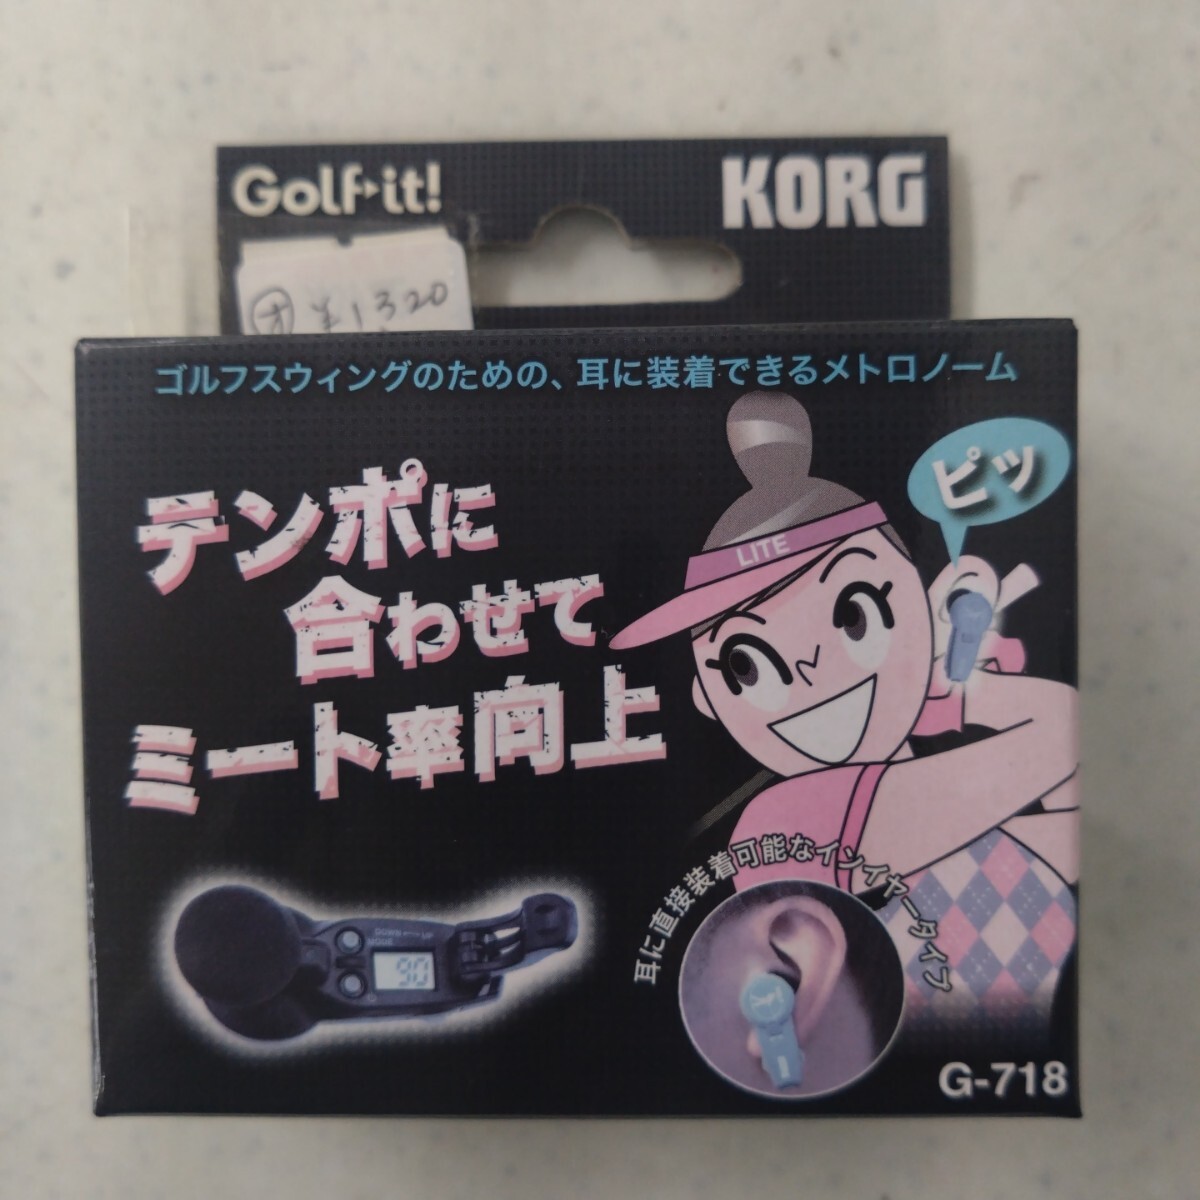 Golf▸it!
KORG
オ ¥1320
ゴルフスウィングのための、耳に装着できるメトロノーム
ピッ
LITE
テンポに
合わせて
ミート率向上
耳に直接装着可能なインイヤータイプ
90
G-718